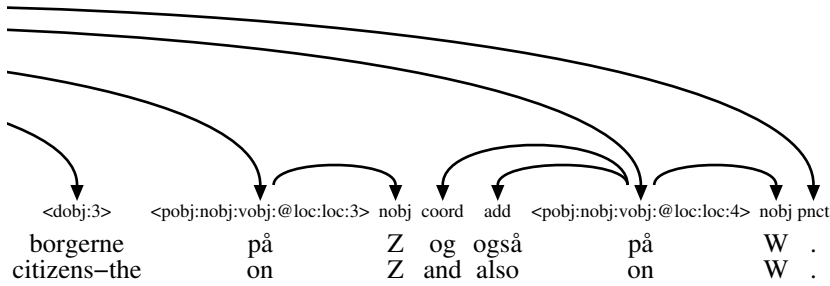 <dobj:3> <pobj:nobj:vobj:@loc:loc:3> nobj coord add <pobj:nobj:vobj:@loc:loc:4> nobj pnct
borgerne på Z og også på W .
citizens−the on Z and also on W .